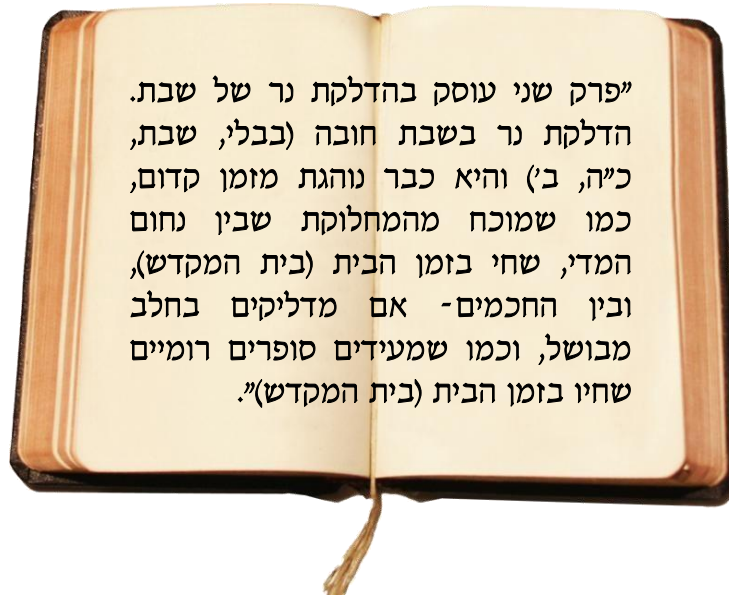 ״פרק שני עוסק בהדלקת נר של שבת.
הדלקת נר בשבת חובה (בבלי, שבת,
כ״ה, ב׳) והיא כבר נוהגת מזמן קדום,
כמו שמוכח מהמחלוקת שבין נחום
המדי, שחי בזמן הבית (בית המקדש),
ובין החכמים- אם מדליקים בחלב
מבושל, וכמו שמעידים סופרים רומיים
שחיו בזמן הבית (בית המקדש)״.